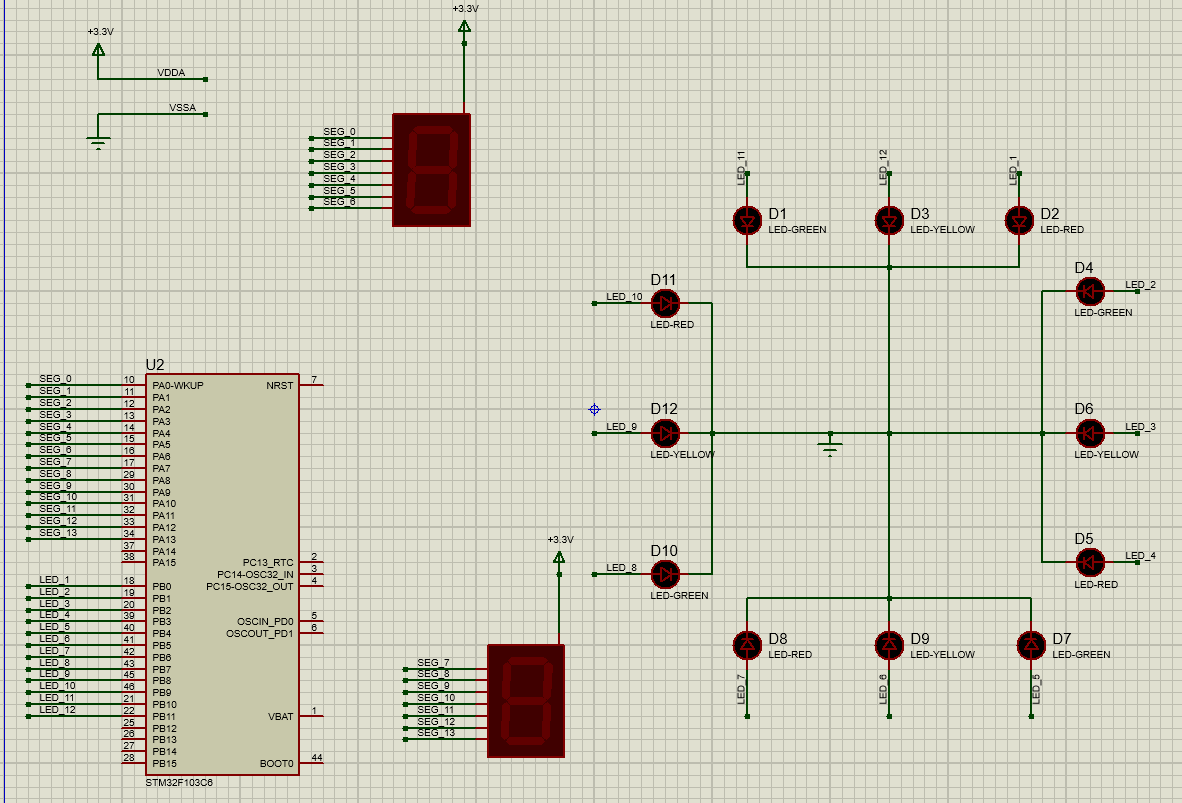 +3.3V
+3.3V
VDDA
VSSA
SEG_0
SEG_1
SEG_2
SEG_3
SEG_4
SEG_5
SEG_6
LED_11
LED_12
LED_1
D1
LED-GREEN
D3
LED-YELLOW
D2
LED-RED
D11
LED_10
LED-RED
D4
LED_2
LED-GREEN
D12
LED_9
LED-YELLOW
D6
LED_3
LED-YELLOW
D10
LED_8
LED-GREEN
D5
LED_4
LED-RED
D8
LED-RED
D9
LED-YELLOW
D7
LED-GREEN
LED_7
LED_6
LED_5
U2
SEG_0 10 PA0-WKUP NRST 7
SEG_1 11 PA1
SEG_2 12 PA2
SEG_3 13 PA3
SEG_4 14 PA4
SEG_5 15 PA5
SEG_6 16 PA6
SEG_7 17 PA7
SEG_8 29 PA8
SEG_9 30 PA9
SEG_10 31 PA10
SEG_11 32 PA11
SEG_12 33 PA12
SEG_13 34 PA13
37 PA14
38 PA15 PC13_RTC 2
PC14-OSC32_IN 3
LED_1 18 PB0 PC15-OSC32_OUT 4
LED_2 19 PB1
LED_3 20 PB2
LED_4 39 PB3 OSCIN_PD0 5
LED_5 40 PB4 OSCOUT_PD1 6
LED_6 41 PB5
LED_7 42 PB6
LED_8 43 PB7
LED_9 45 PB8
LED_10 46 PB9
LED_11 21 PB10
LED_12 22 PB11 VBAT 1
25 PB12
26 PB13
27 PB14
28 PB15 BOOT0 44
STM32F103C6
+3.3V
SEG_7
SEG_8
SEG_9
SEG_10
SEG_11
SEG_12
SEG_13